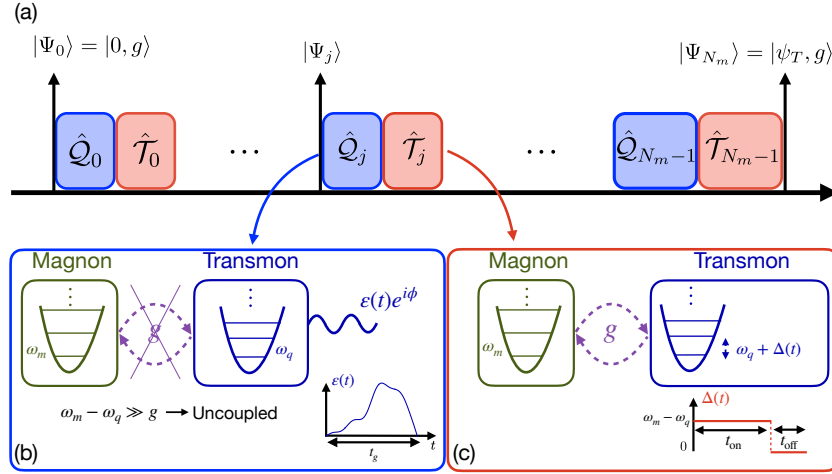 (a)
|Ψ₀⟩ = |0, g⟩
|Ψⱼ⟩
|Ψ_{N_m}⟩ = |ψ_T, g⟩
𝒬̂₀ 𝒯̂₀ ... 𝒬̂ⱼ 𝒯̂ⱼ ... 𝒬̂_{N_m−1} 𝒯̂_{N_m−1}
Magnon Transmon
ω_m g ω_q ε(t)e^{iϕ}
ω_m − ω_q ≫ g → Uncoupled
ε(t)
t_g t
(b)
Magnon Transmon
ω_m g ω_q + Δ(t)
Δ(t)
ω_m − ω_q
0 t_on t_off
(c)